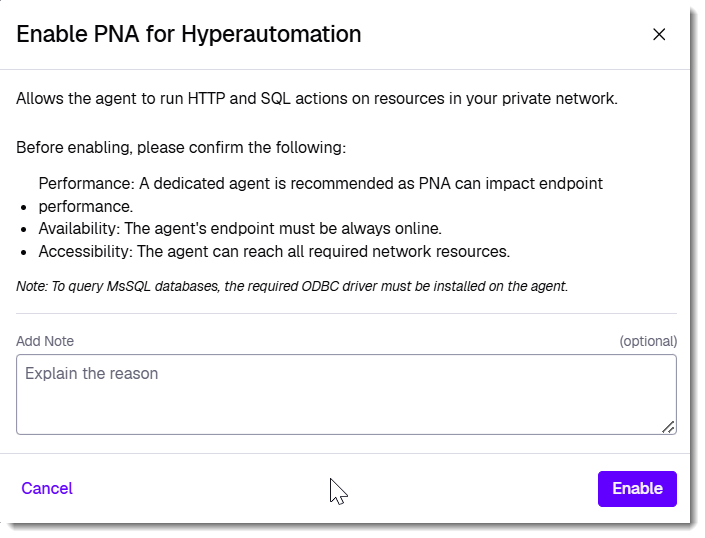 Enable PNA for Hyperautomation
Allows the agent to run HTTP and SQL actions on resources in your private network.
Before enabling, please confirm the following:
Performance: A dedicated agent is recommended as PNA can impact endpoint
• performance.
• Availability: The agent's endpoint must be always online.
• Accessibility: The agent can reach all required network resources.
Note: To query MsSQL databases, the required ODBC driver must be installed on the agent.
Add Note (optional)
Explain the reason
Cancel Enable